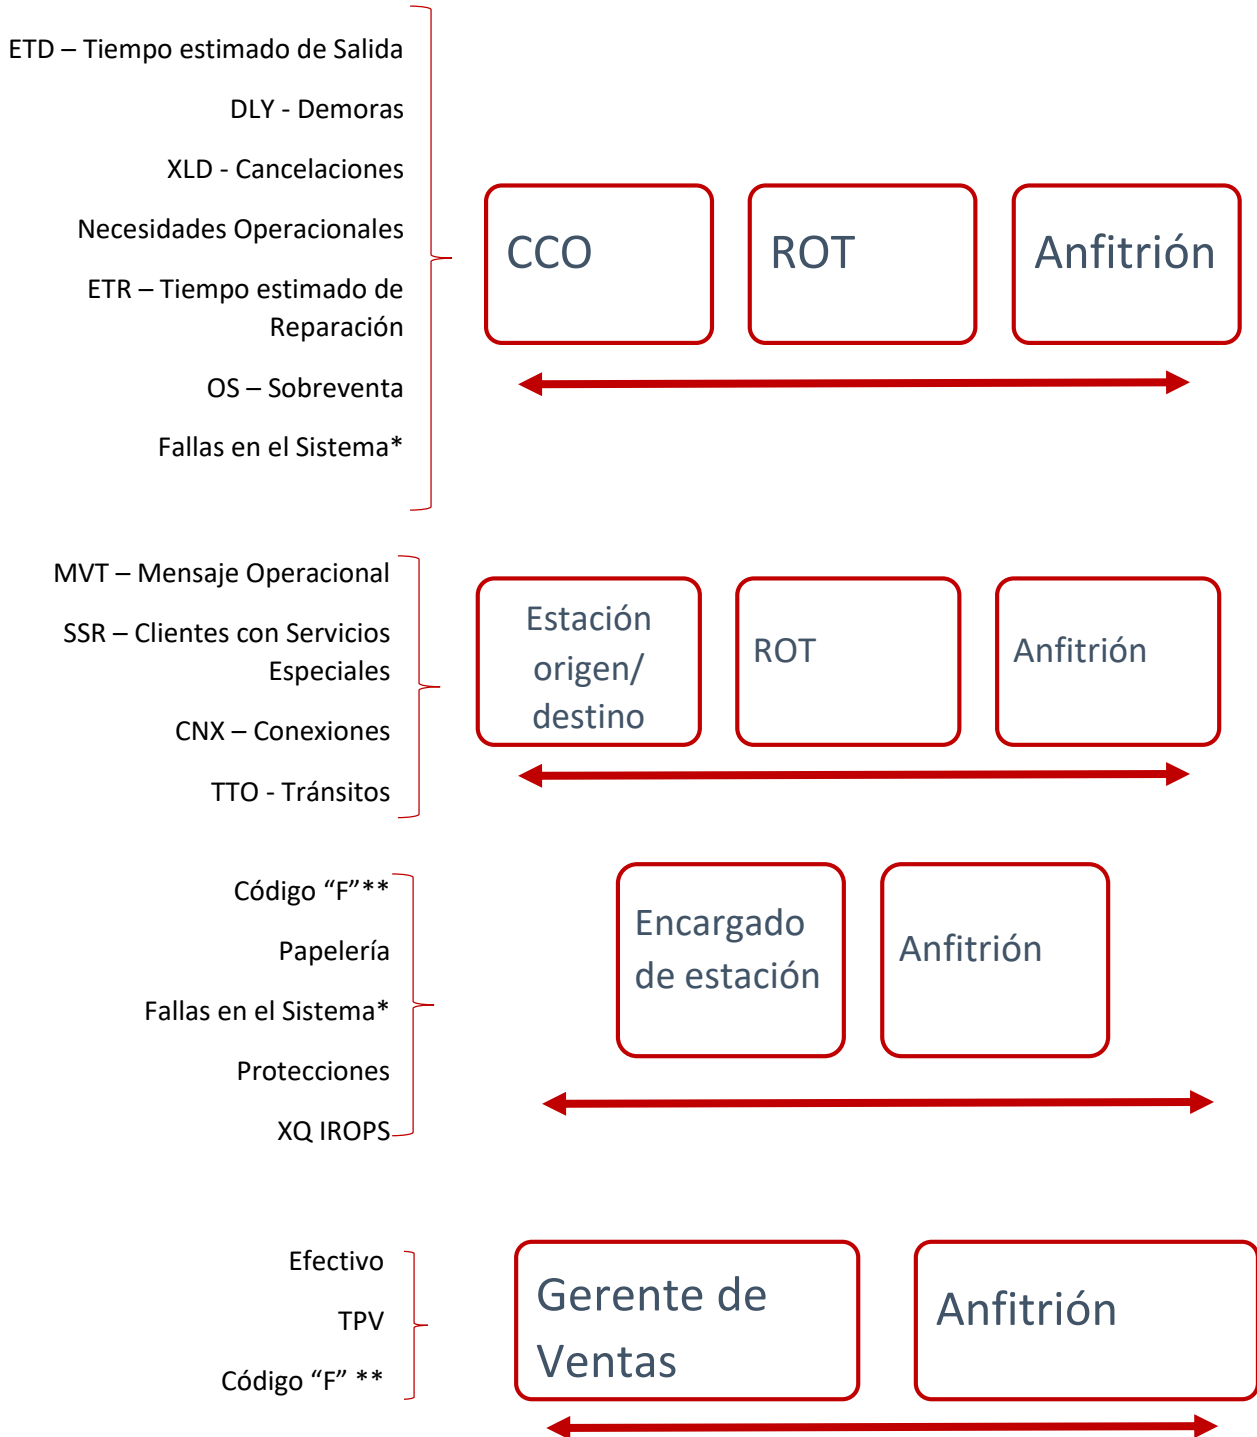 ETD – Tiempo estimado de Salida
DLY - Demoras
XLD - Cancelaciones
Necesidades Operacionales
ETR – Tiempo estimado de
Reparación
OS – Sobreventa
Fallas en el Sistema*
CCO
ROT
Anfitrión
MVT – Mensaje Operacional
SSR – Clientes con Servicios
Especiales
CNX – Conexiones
TTO - Tránsitos
Estación
origen/
destino
ROT
Anfitrión
Código “F”**
Papelería
Fallas en el Sistema*
Protecciones
XQ IROPS
Encargado
de estación
Anfitrión
Efectivo
TPV
Código “F” **
Gerente de
Ventas
Anfitrión